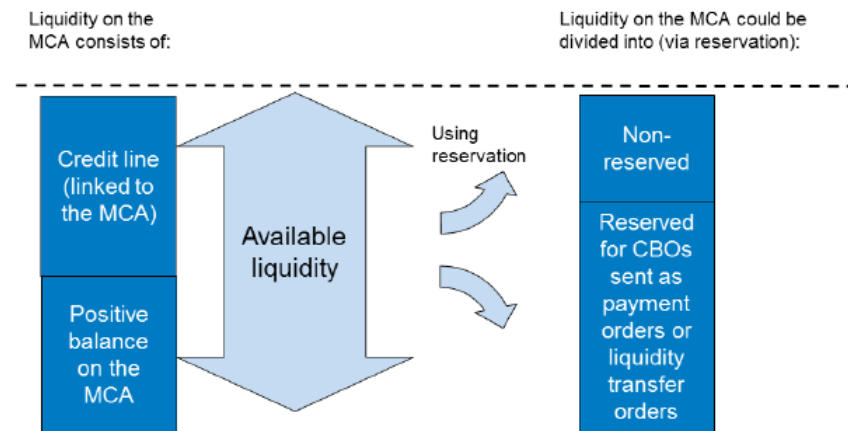 Liquidity on the
MCA consists of:
Liquidity on the MCA could be
divided into (via reservation):
Credit line
(linked to
the MCA)
Positive
balance
on the
MCA
Available
liquidity
Using
reservation
Non-
reserved
Reserved
for CBOs
sent as
payment
orders or
liquidity
transfer
orders